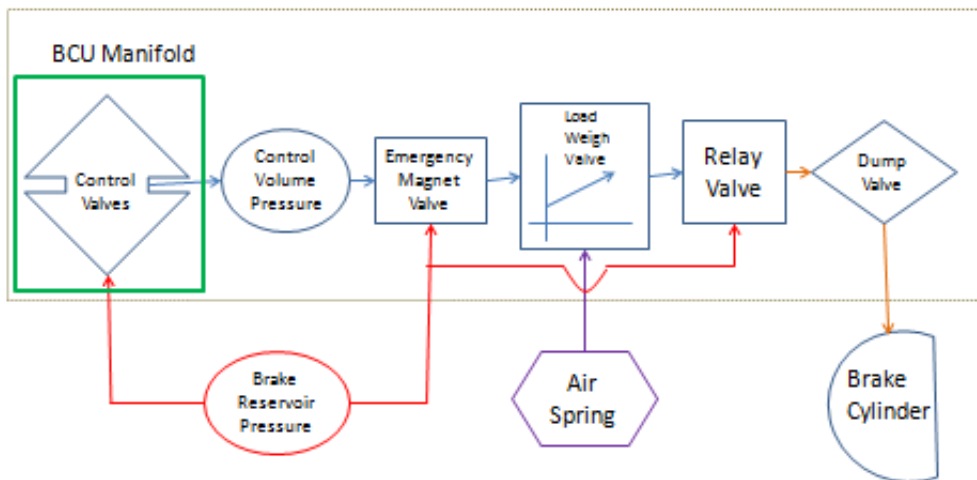 BCU Manifold
Control
Valves
Control
Volume
Pressure
Emergency
Magnet
Valve
Load
Weigh
Valve
Relay
Valve
Dump
Valve
Brake
Reservoir
Pressure
Air
Spring
Brake
Cylinder